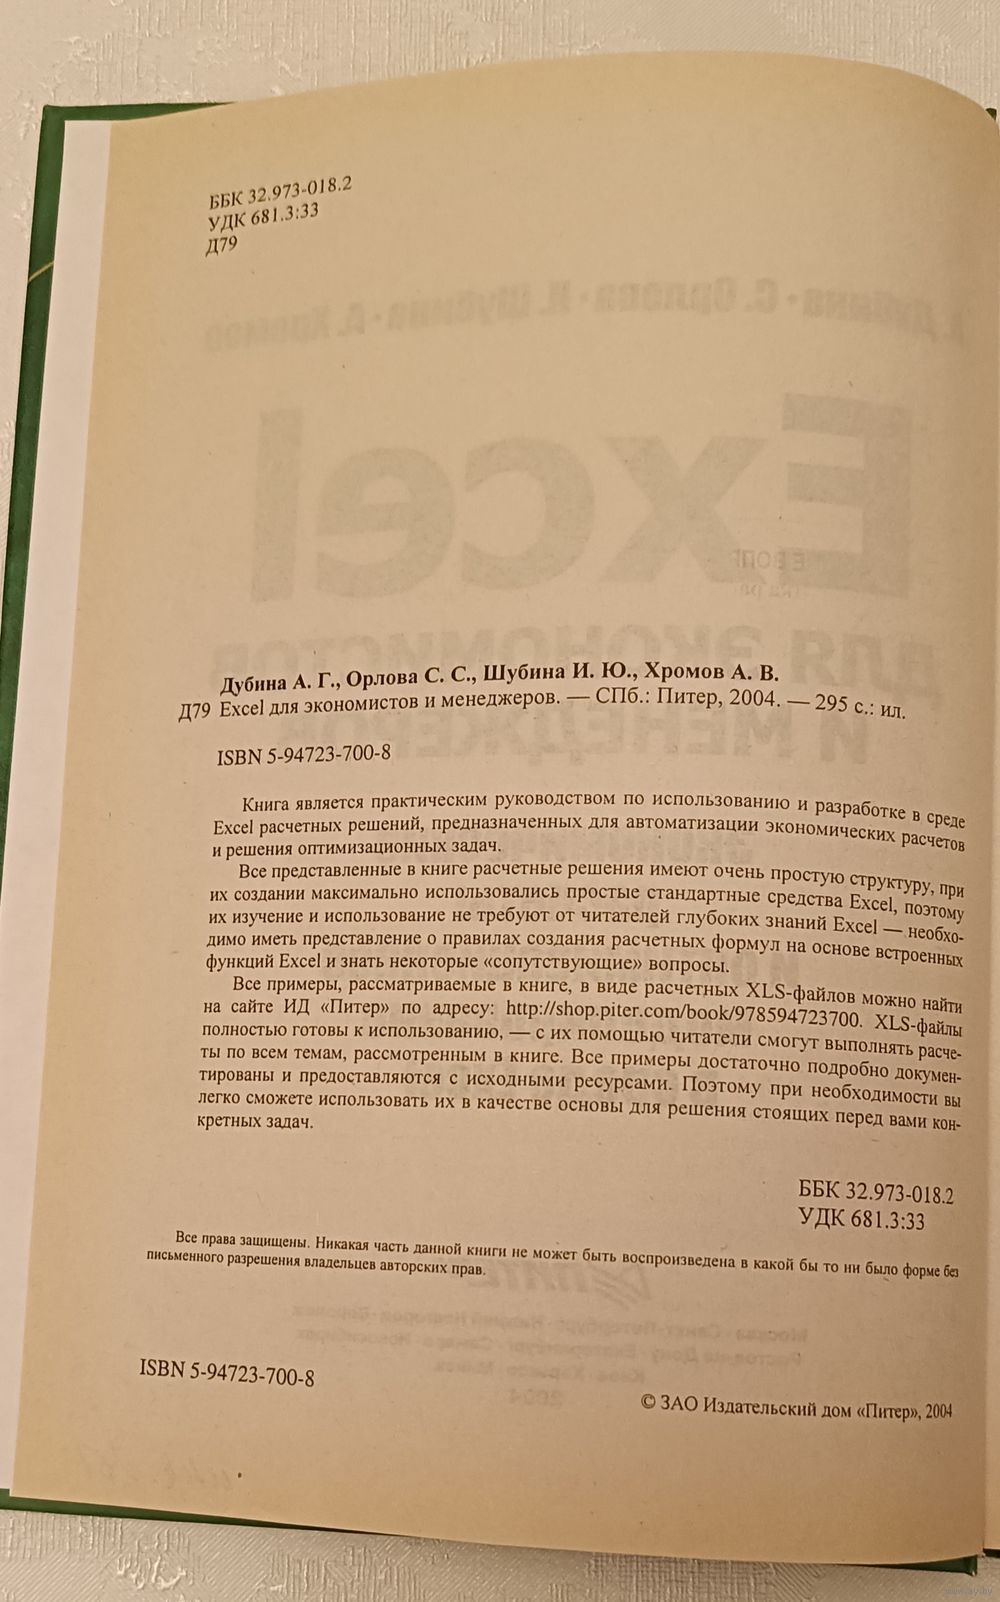 ББК 32.973-018.2
УДК 681.3:33
Д79
Дубина А. Г., Орлова С. С., Шубина И. Ю., Хромов А. В.
Д79 Excel для экономистов и менеджеров. — СПб.: Питер, 2004. — 295 с.: ил.
ISBN 5-94723-700-8
Книга является практическим руководством по использованию и разработке в среде
Excel расчетных решений, предназначенных для автоматизации экономических расчетов
и решения оптимизационных задач.
Все представленные в книге расчетные решения имеют очень простую структуру, при
их создании максимально использовались простые стандартные средства Excel, поэтому
их изучение и использование не требуют от читателей глубоких знаний Excel — необхо-
димо иметь представление о правилах создания расчетных формул на основе встроенных
функций Excel и знать некоторые «сопутствующие» вопросы.
Все примеры, рассматриваемые в книге, в виде расчетных XLS-файлов можно найти
на сайте ИД «Питер» по адресу: http://shop.piter.com/book/978594723700. XLS-файлы
полностью готовы к использованию, — с их помощью читатели смогут выполнять расче-
ты по всем темам, рассмотренным в книге. Все примеры достаточно подробно докумен-
тированы и предоставляются с исходными ресурсами. Поэтому при необходимости вы
легко сможете использовать их в качестве основы для решения стоящих перед вами кон-
кретных задач.
ББК 32.973-018.2
УДК 681.3:33
Все права защищены. Никакая часть данной книги не может быть воспроизведена в какой бы то ни было форме без
письменного разрешения владельцев авторских прав.
ISBN 5-94723-700-8
© ЗАО Издательский дом «Питер», 2004